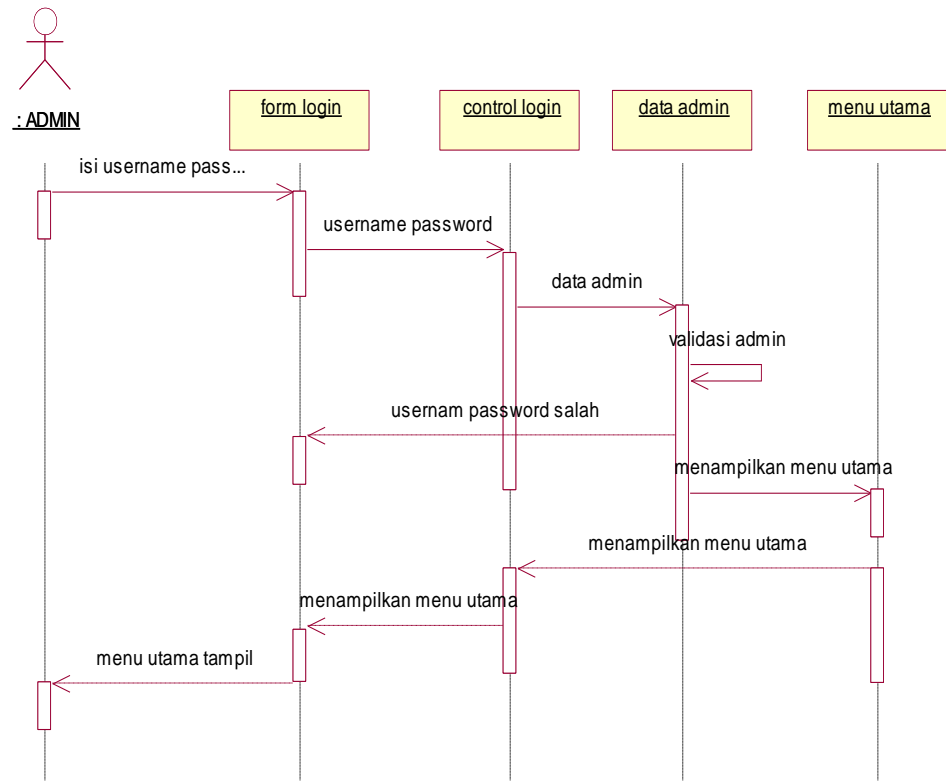 : ADMIN
form login
control login
data admin
menu utama
isi username pass...
username password
data admin
validasi admin
usernam password salah
menampilkan menu utama
menampilkan menu utama
menampilkan menu utama
menu utama tampil